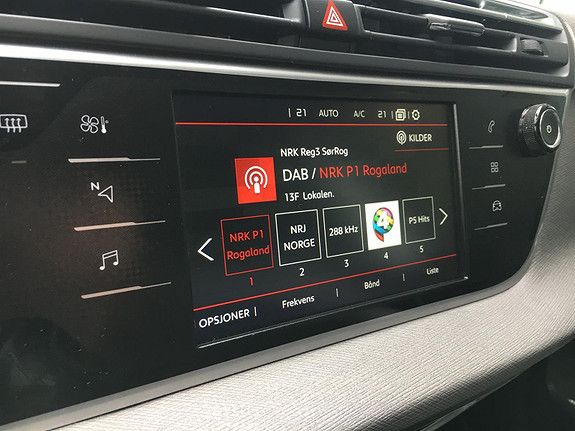 21 AUTO A/C 21
KILDER
NRK Reg3 SørRog
DAB / NRK P1 Rogaland
13F Lokalen.
N
NRK P1
Rogaland
NRJ
NORGE
288 kHz
4
P5 Hits
1 2 3 4 5
OPSJONER Frekvens Bånd Liste